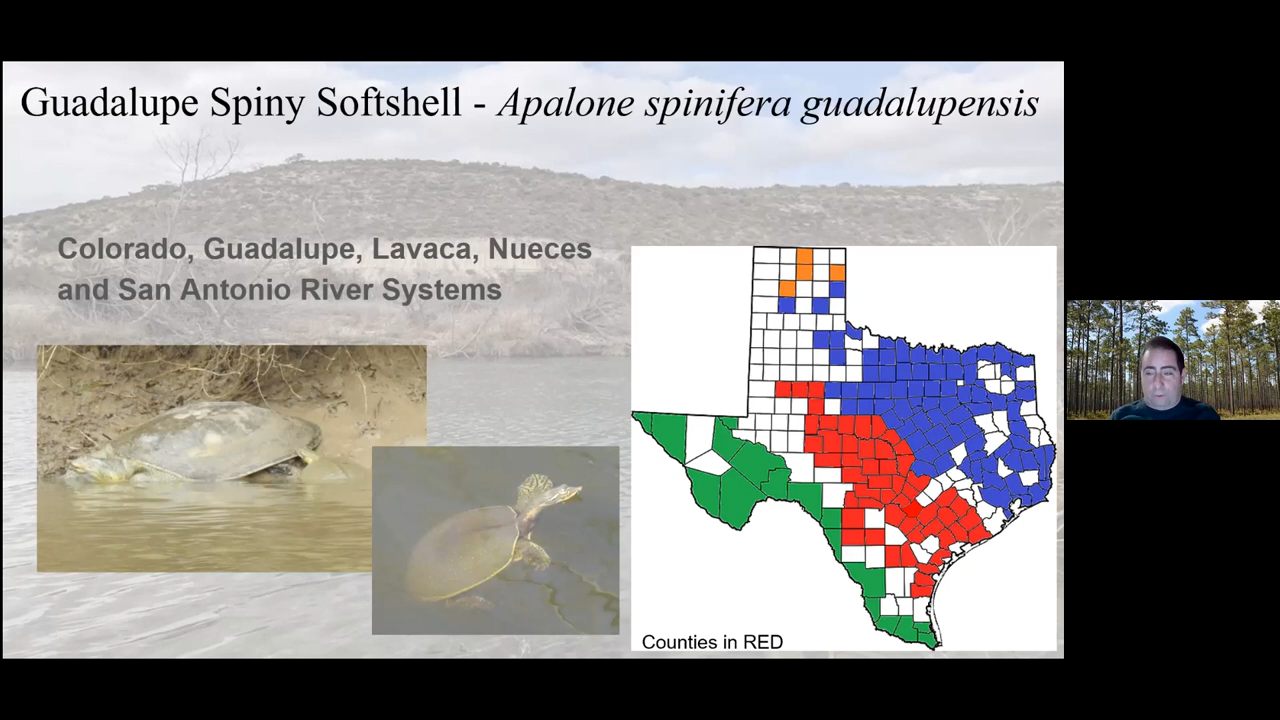 Guadalupe Spiny Softshell - Apalone spinifera guadalupensis
Colorado, Guadalupe, Lavaca, Nueces
and San Antonio River Systems
Counties in RED